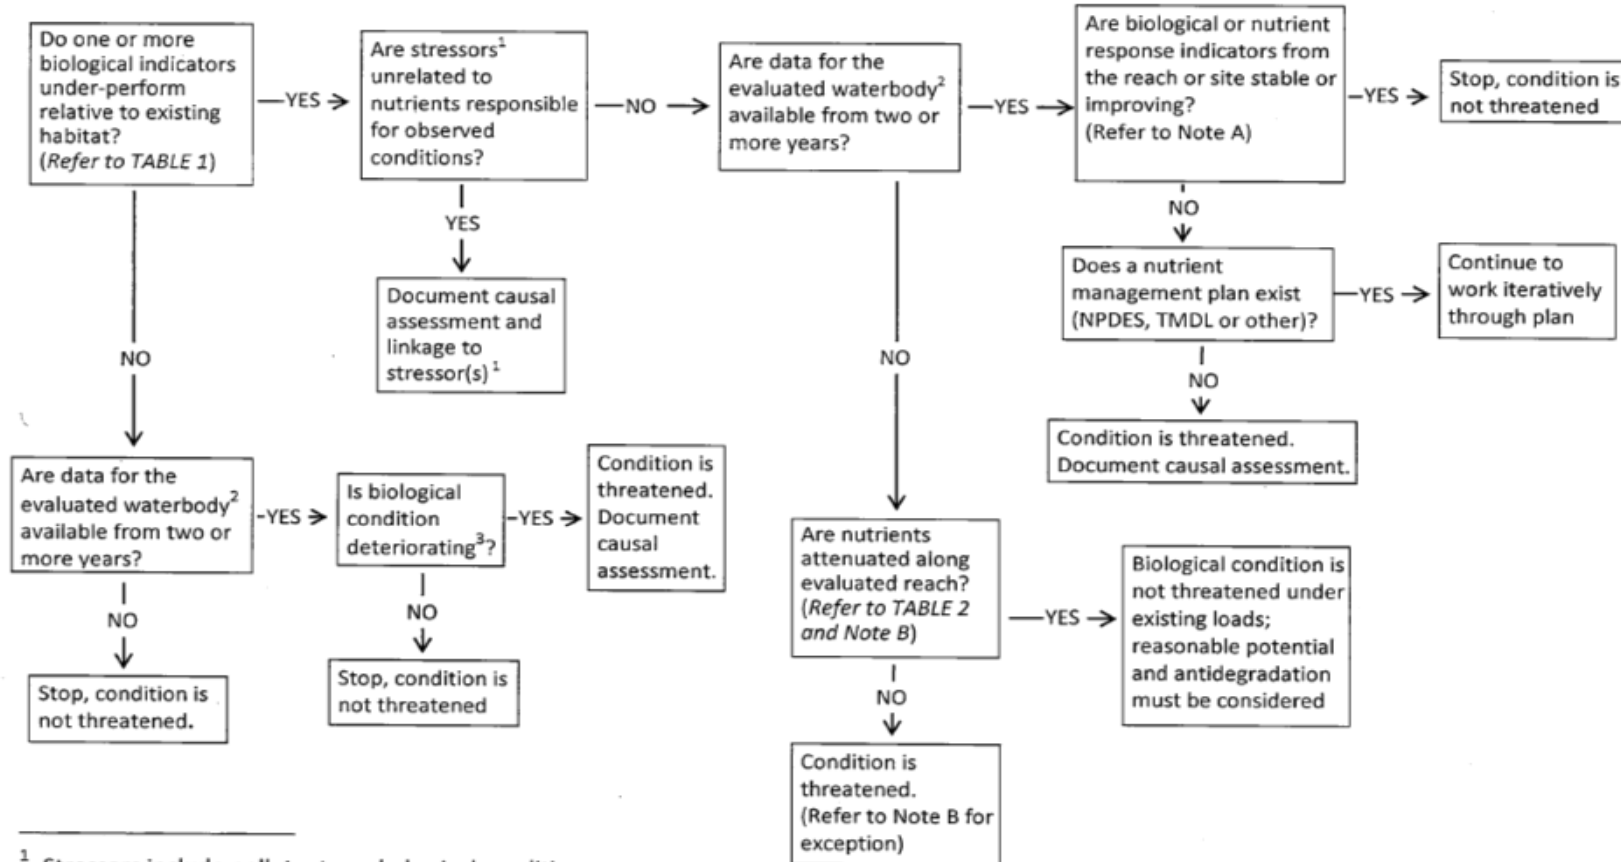 Do one or more
biological indicators
under-perform
relative to existing
habitat?
(Refer to TABLE 1)
YES
Are stressors¹
unrelated to
nutrients responsible
for observed
conditions?
NO
Are data for the
evaluated waterbody²
available from two or
more years?
YES
Are biological or nutrient
response indicators from
the reach or site stable or
improving?
(Refer to Note A)
YES
Stop, condition is
not threatened
YES
Document causal
assessment and
linkage to
stressor(s) ¹
NO
Does a nutrient
management plan exist
(NPDES, TMDL or other)?
YES
Continue to
work iteratively
through plan
NO
Condition is threatened.
Document causal assessment.
NO
Are data for the
evaluated waterbody²
available from two or
more years?
YES
Is biological
condition
deteriorating³?
YES
Condition is
threatened.
Document
causal
assessment.
NO
Stop, condition is
not threatened.
NO
Stop, condition is
not threatened
NO
Are nutrients
attenuated along
evaluated reach?
(Refer to TABLE 2
and Note B)
YES
Biological condition is
not threatened under
existing loads;
reasonable potential
and antidegradation
must be considered
NO
Condition is
threatened.
(Refer to Note B for
exception)